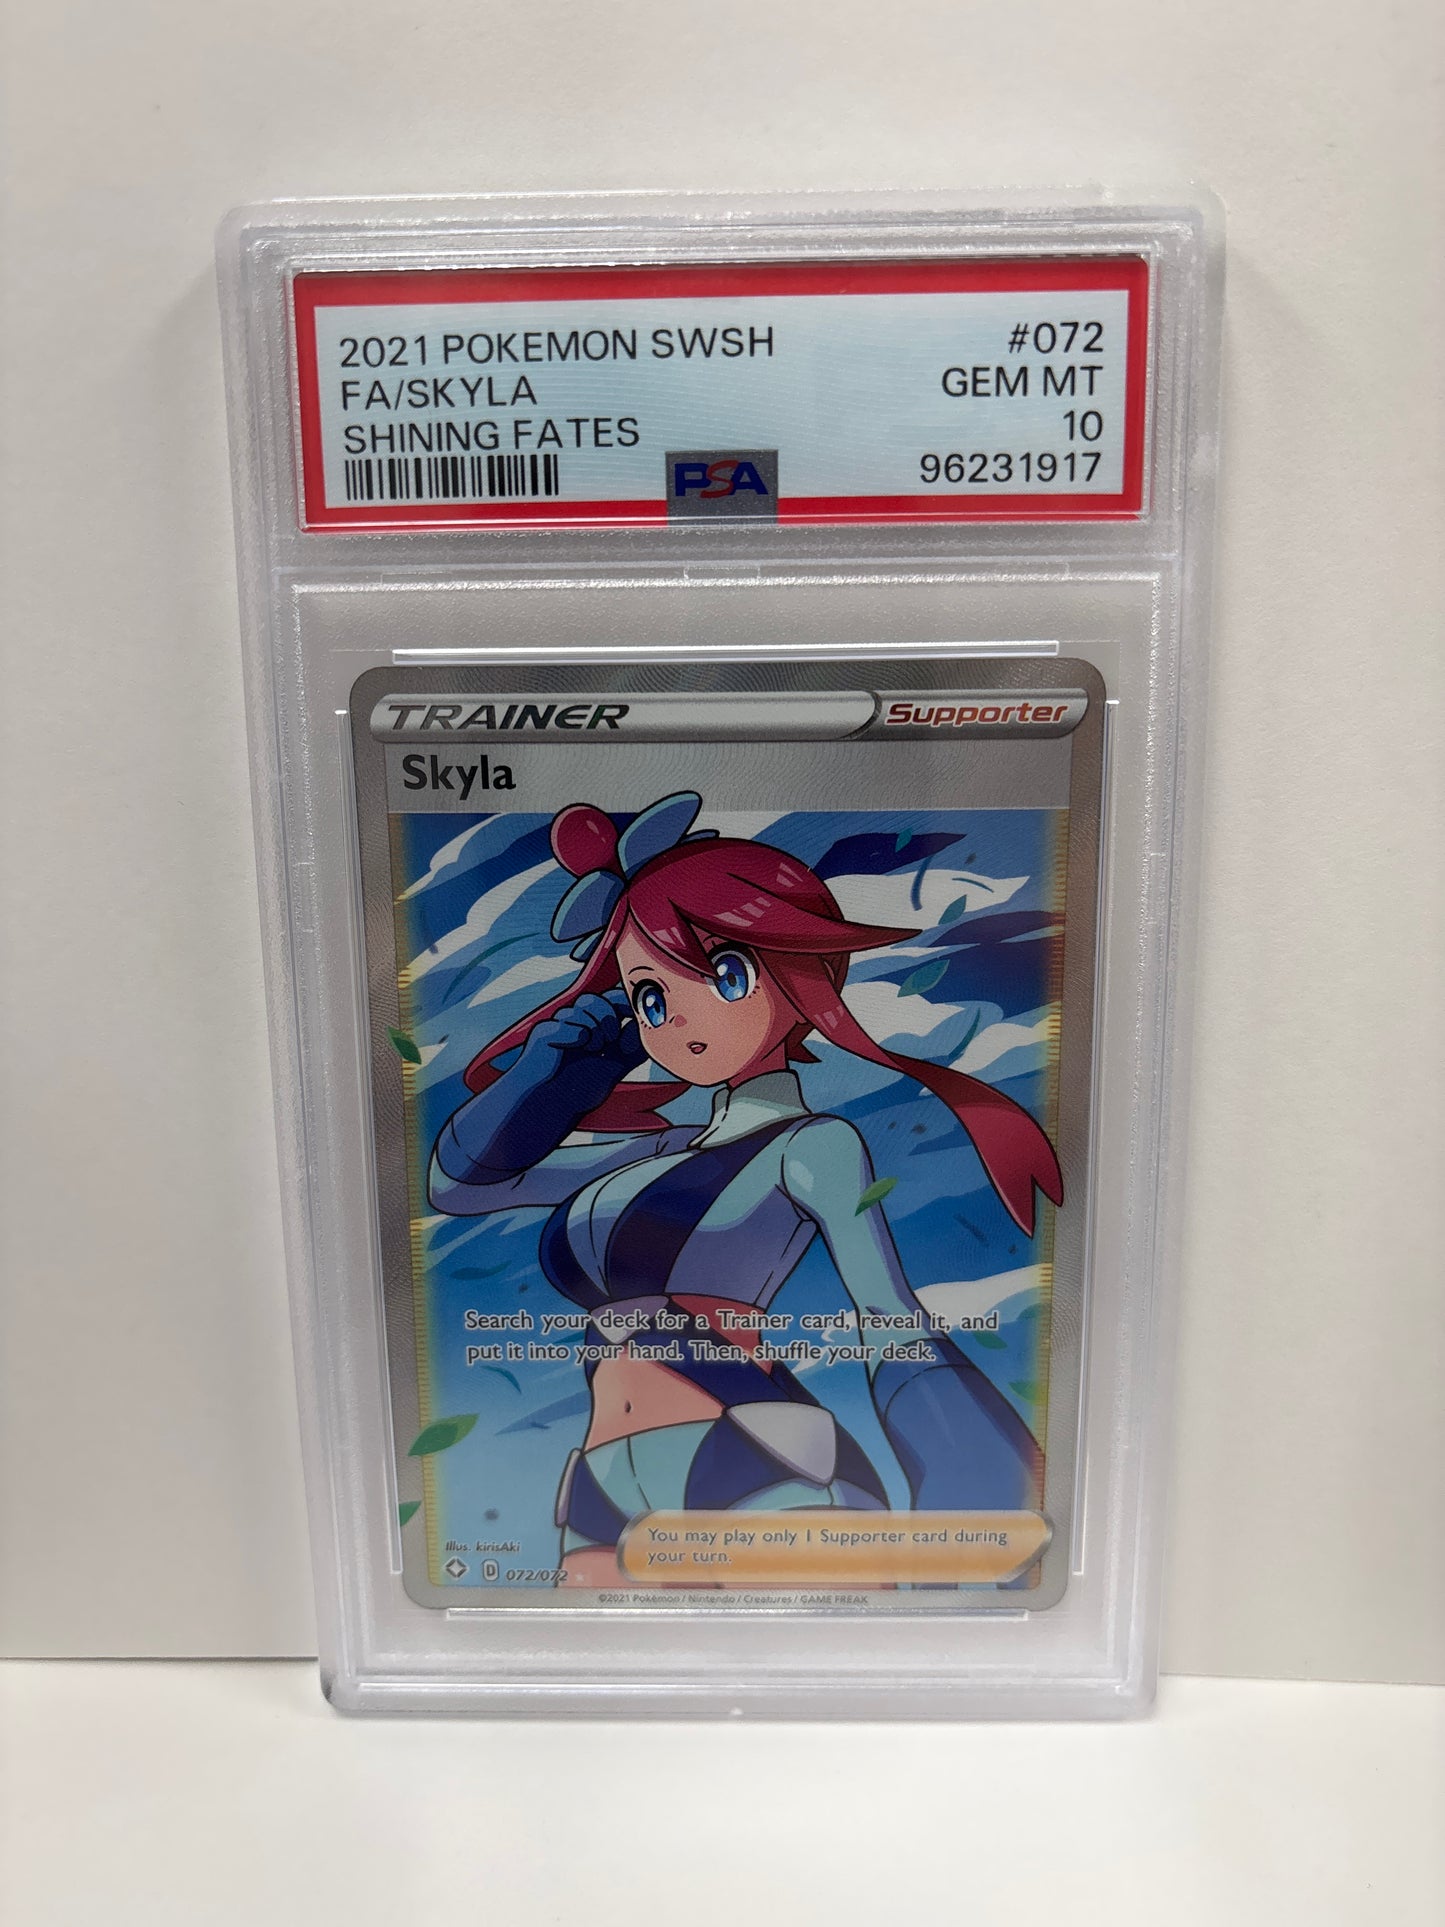 2021 POKEMON SWSH #072
FA/SKYLA GEM MT
SHINING FATES 10
PSA 96231917
TRAINER Supporter
Skyla
Search your deck for a Trainer card, reveal it, and
put it into your hand. Then, shuffle your deck.
You may play only 1 Supporter card during
your turn.
Illus. kirisAki
D 072/072
©2021 Pokémon / Nintendo / Creatures / GAME FREAK